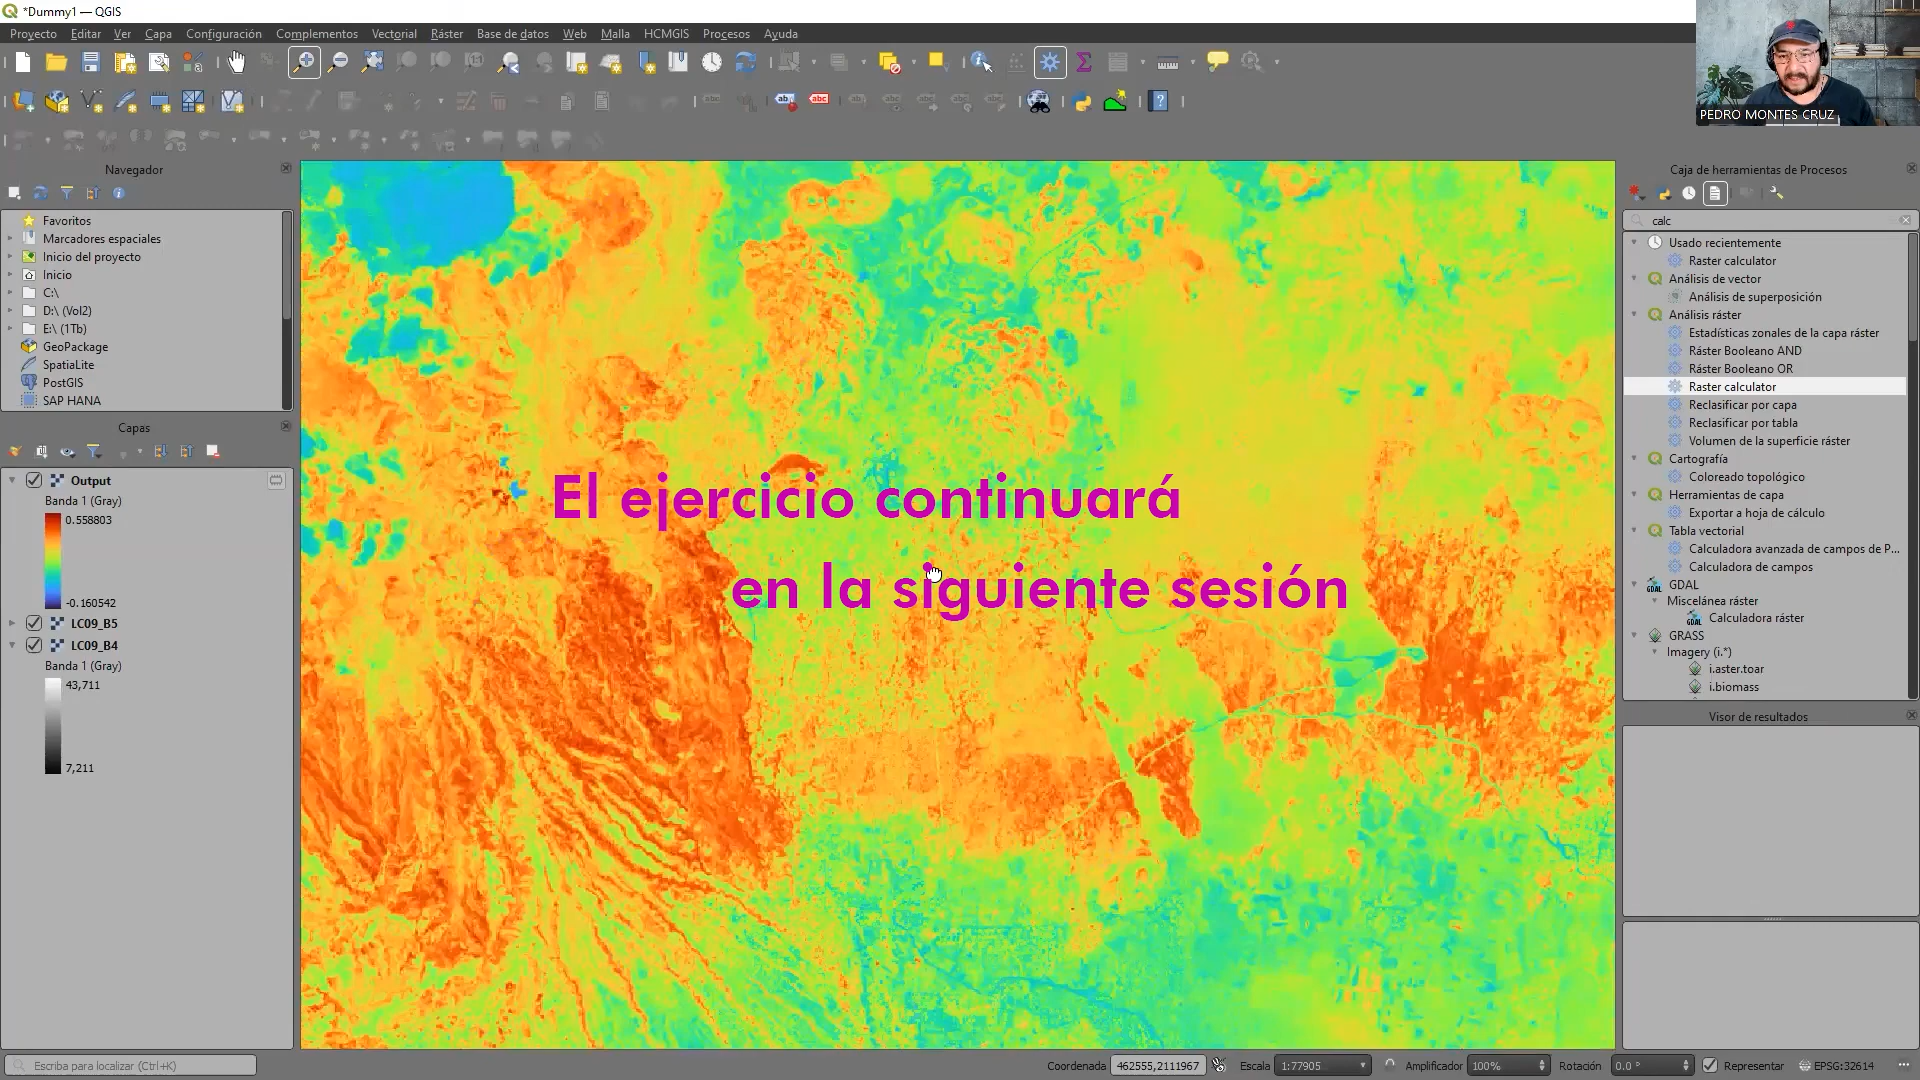 *Dummy1 — QGIS
Proyecto Editar Ver Capa Configuración Complementos Vectorial Ráster Base de datos Web Malla HCMGIS Procesos Ayuda
PEDRO MONTES CRUZ
Navegador
Favoritos
Marcadores espaciales
Inicio del proyecto
Inicio
C:\
D:\ (Vol2)
E:\ (1Tb)
GeoPackage
SpatiaLite
PostGIS
SAP HANA
Capas
Output
Banda 1 (Gray)
0.558803
-0.160542
LC09_B5
LC09_B4
Banda 1 (Gray)
43,711
7,211
El ejercicio continuará
en la siguiente sesión
Caja de herramientas de Procesos
calc
Usado recientemente
Raster calculator
Análisis de vector
Análisis de superposición
Análisis ráster
Estadísticas zonales de la capa ráster
Ráster Booleano AND
Ráster Booleano OR
Raster calculator
Reclasificar por capa
Reclasificar por tabla
Volumen de la superficie ráster
Cartografía
Coloreado topológico
Herramientas de capa
Exportar a hoja de cálculo
Tabla vectorial
Calculadora avanzada de campos de P...
Calculadora de campos
GDAL
Miscelánea ráster
Calculadora ráster
GRASS
Imagery (i.*)
i.aster.toar
i.biomass
Visor de resultados
Escriba para localizar (Ctrl+K)
Coordenada 462555,2111967 Escala 1:77905 Amplificador 100% Rotación 0.0 ° Representar EPSG:32614